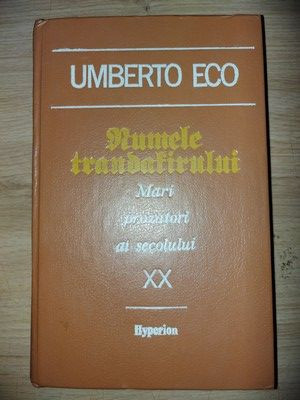 UMBERTO ECO
Numele
trandafirului
Mari
prozatori
ai secolului
XX
Hyperion